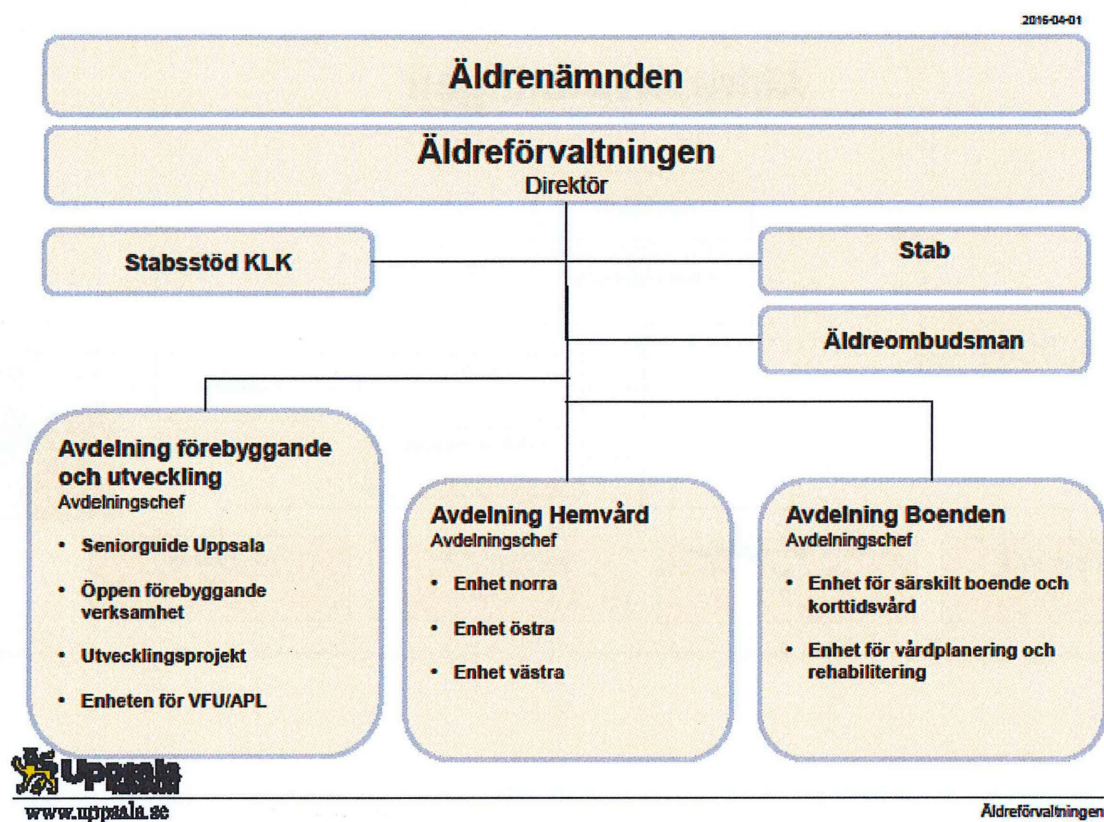 2016-04-01
Äldrenämnden
Äldreförvaltningen
Direktör
Stabsstöd KLK
Stab
Äldreombudsman
Avdelning förebyggande
och utveckling
Avdelningschef
• Seniorguide Uppsala
• Öppen förebyggande
verksamhet
• Utvecklingsprojekt
• Enheten för VFU/APL
Avdelning Hemvård
Avdelningschef
• Enhet norra
• Enhet östra
• Enhet västra
Avdelning Boenden
Avdelningschef
• Enhet för särskilt boende och
korttidsvård
• Enhet för vårdplanering och
rehabilitering
Uppsala
www.uppsala.se
Äldreförvaltningen